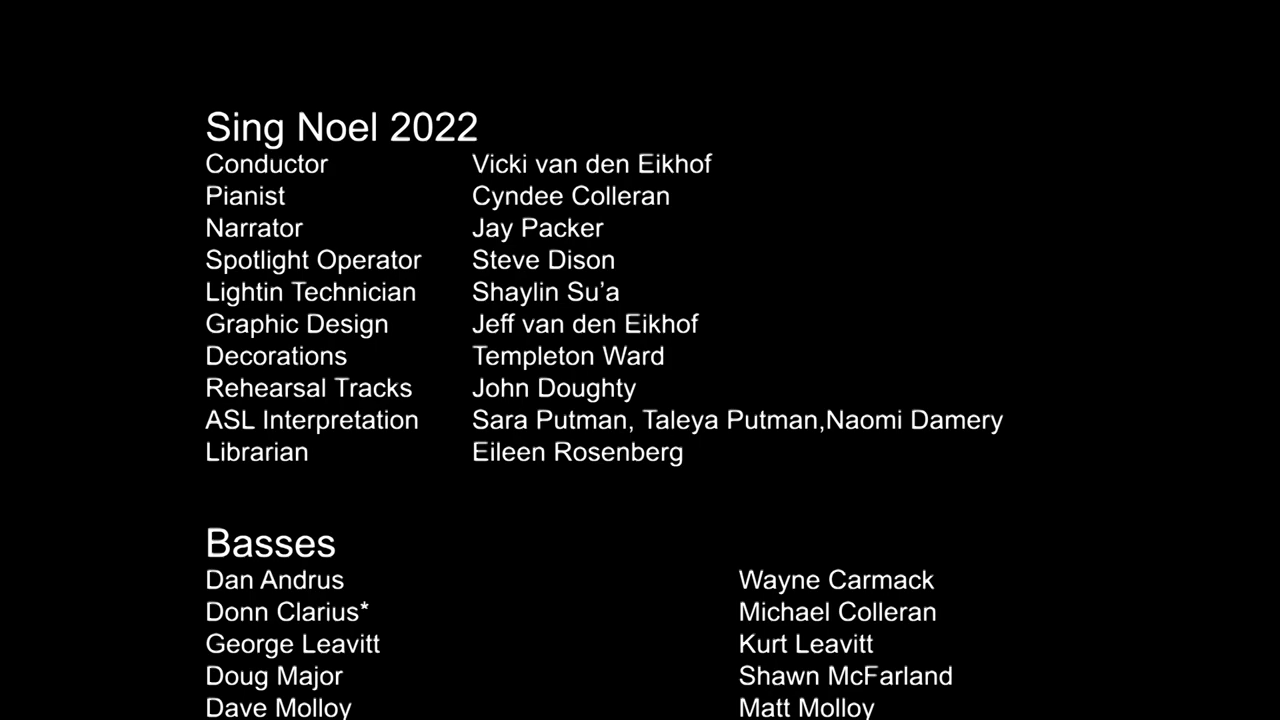 Sing Noel 2022
Conductor Vicki van den Eikhof
Pianist Cyndee Colleran
Narrator Jay Packer
Spotlight Operator Steve Dison
Lightin Technician Shaylin Su’a
Graphic Design Jeff van den Eikhof
Decorations Templeton Ward
Rehearsal Tracks John Doughty
ASL Interpretation Sara Putman, Taleya Putman,Naomi Damery
Librarian Eileen Rosenberg
Basses
Dan Andrus Wayne Carmack
Donn Clarius* Michael Colleran
George Leavitt Kurt Leavitt
Doug Major Shawn McFarland
Dave Molloy Matt Molloy